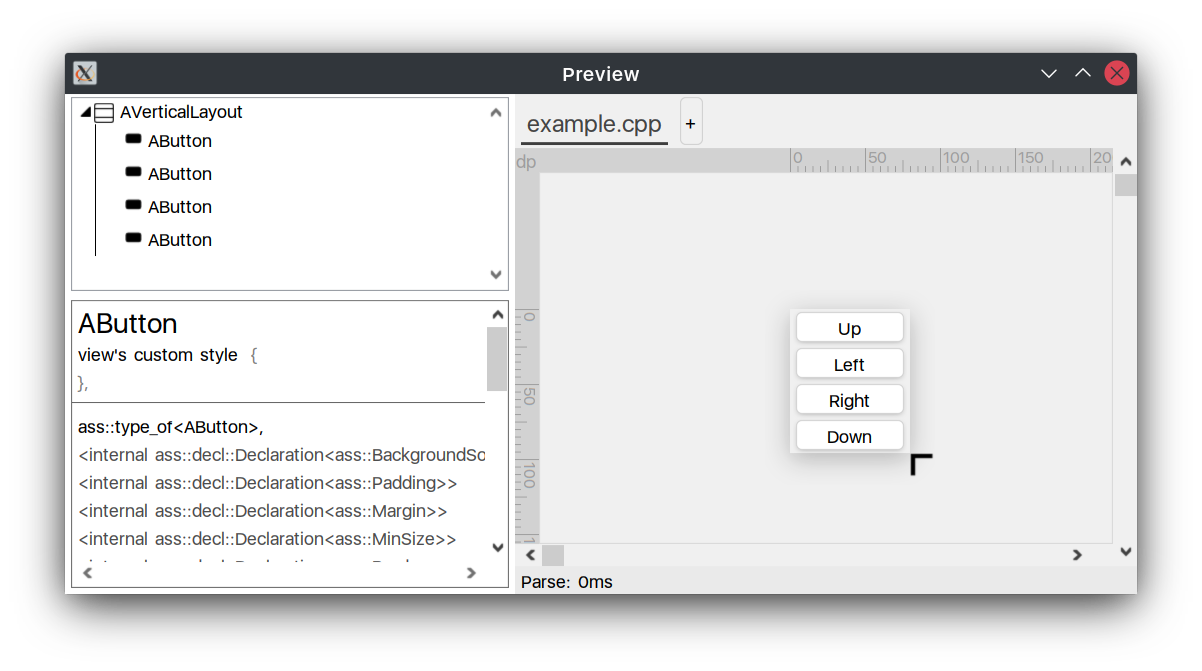 Preview
AVerticalLayout
AButton
AButton
AButton
AButton
AButton
view's custom style {
},
ass::type_of<AButton>,
<internal ass::decl::Declaration<ass::BackgroundSo
<internal ass::decl::Declaration<ass::Padding>>
<internal ass::decl::Declaration<ass::Margin>>
<internal ass::decl::Declaration<ass::MinSize>>
example.cpp +
dp
0 50 100 150 20
0
50
100
1
Up
Left
Right
Down
Parse: 0ms